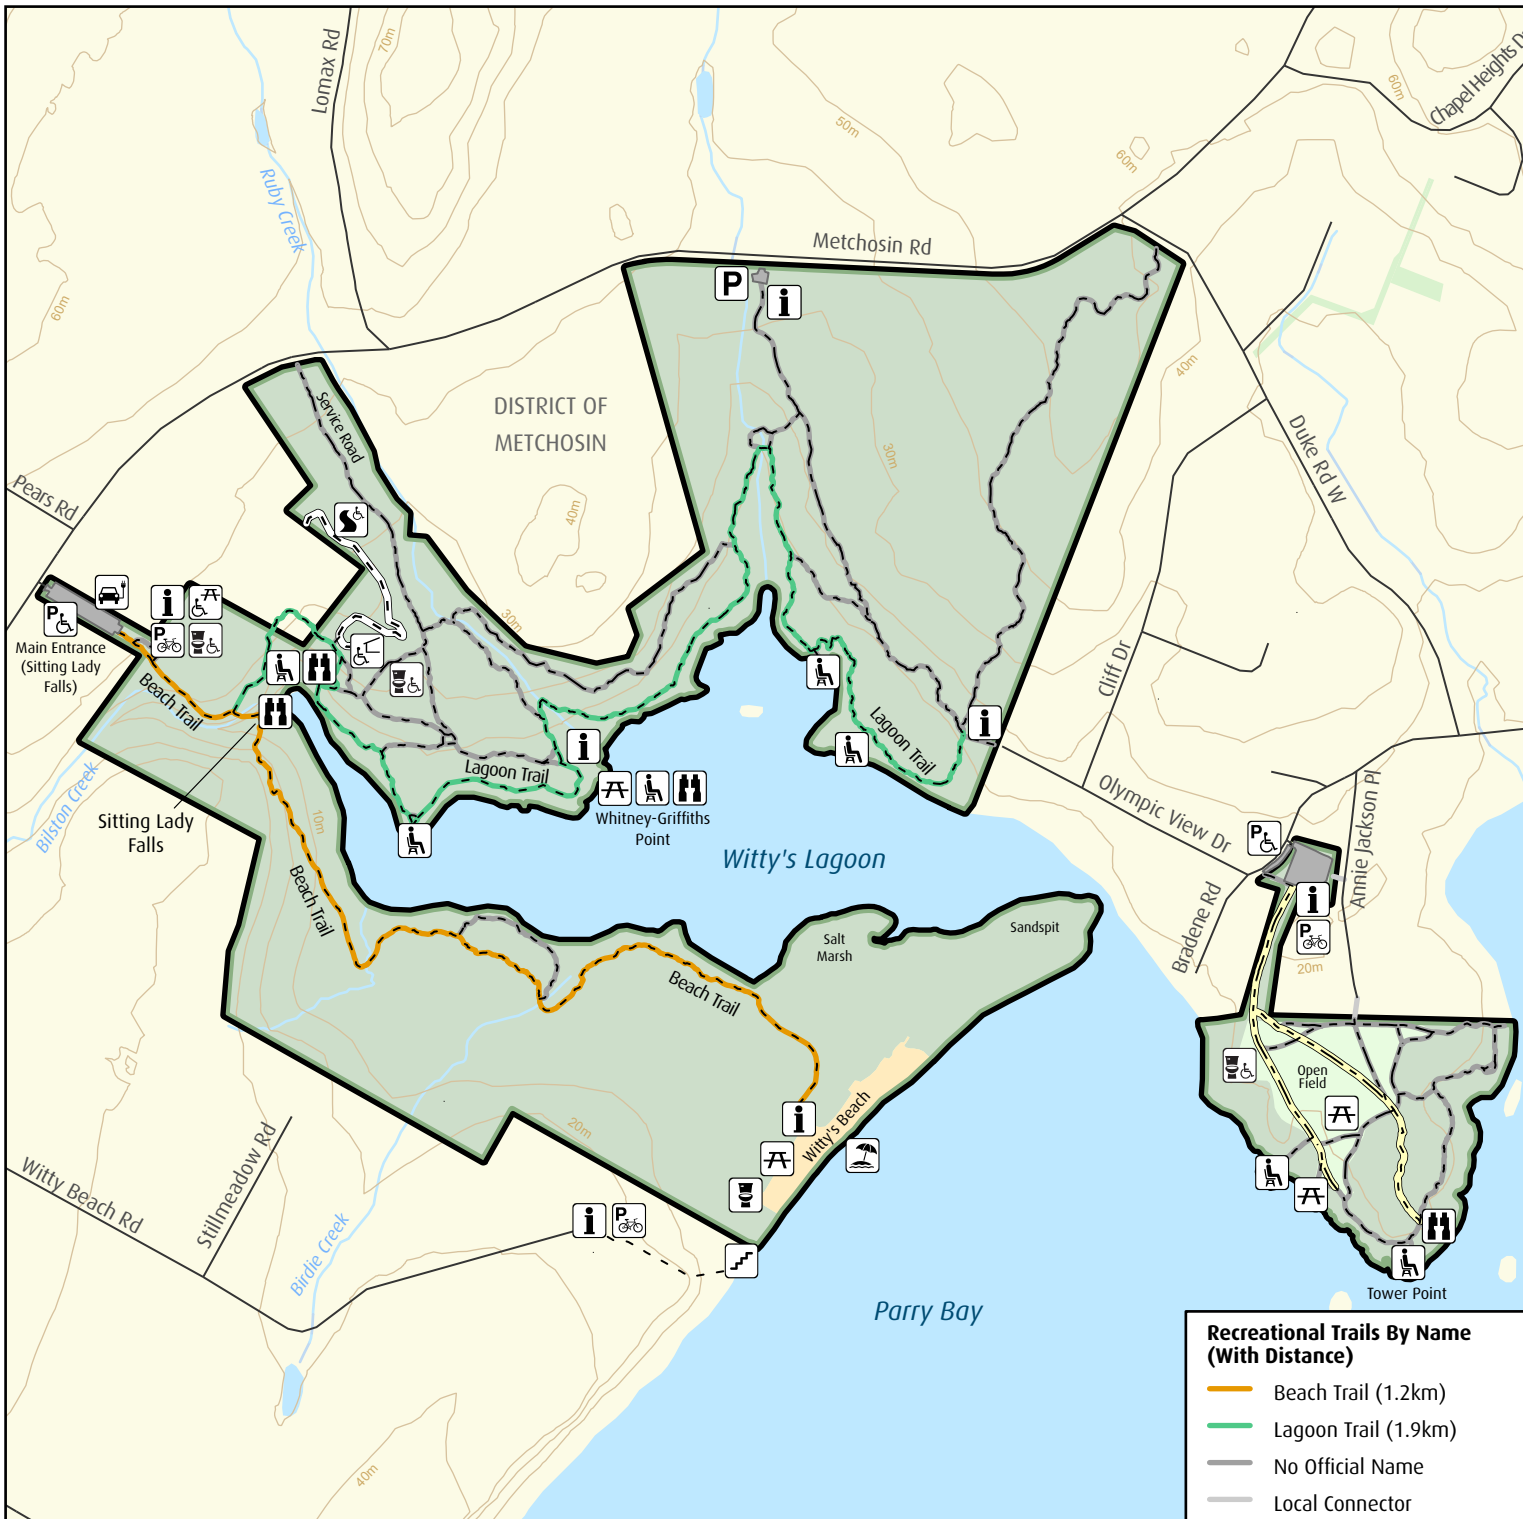 Lomax Rd
70m
Chapel Heights Dr
60m
50m
60m
Ruby Creek
Metchosin Rd
60m
P
i
40m
DISTRICT OF
METCHOSIN
Service Road
Duke Rd W
30m
Pears Rd
40m
30m
P
i
P
Main Entrance
(Sitting Lady
Falls)
Beach Trail
Cliff Dr
Lagoon Trail
i
i
Lagoon Trail
Whitney-Griffiths
Point
Olympic View Dr
Annie Jackson Pl
Bilston Creek
Sitting Lady
Falls
10m
Witty's Lagoon
P
i
P
Beach Trail
Bradene Rd
Salt
Marsh
Sandspit
20m
Beach Trail
Open
Field
Witty's Beach
i
20m
Witty Beach Rd
Stillmeadow Rd
Birdie Creek
i
P
Tower Point
Parry Bay
40m
Recreational Trails By Name
(With Distance)
Beach Trail (1.2km)
Lagoon Trail (1.9km)
No Official Name
Local Connector